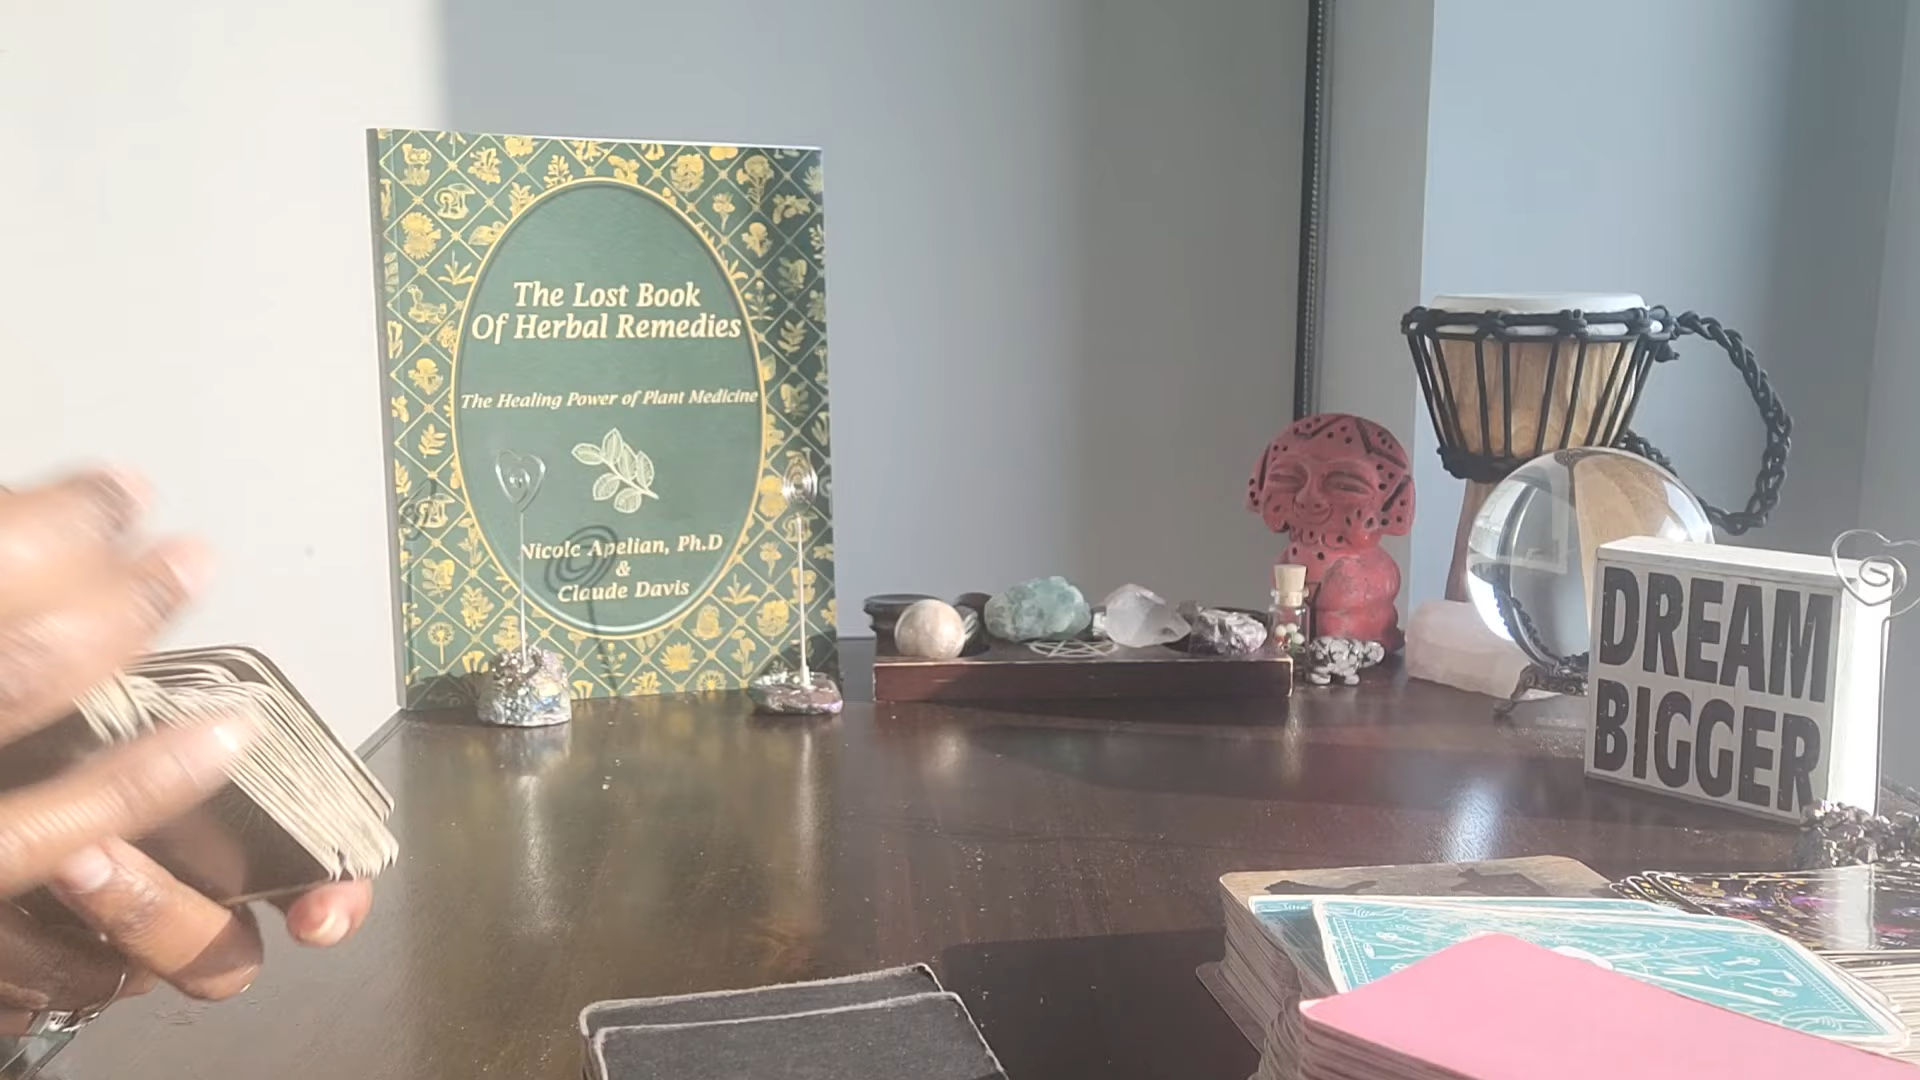 The Lost Book
Of Herbal Remedies
The Healing Power of Plant Medicine
Nicole Apelian, Ph.D
&
Claude Davis
DREAM
BIGGER